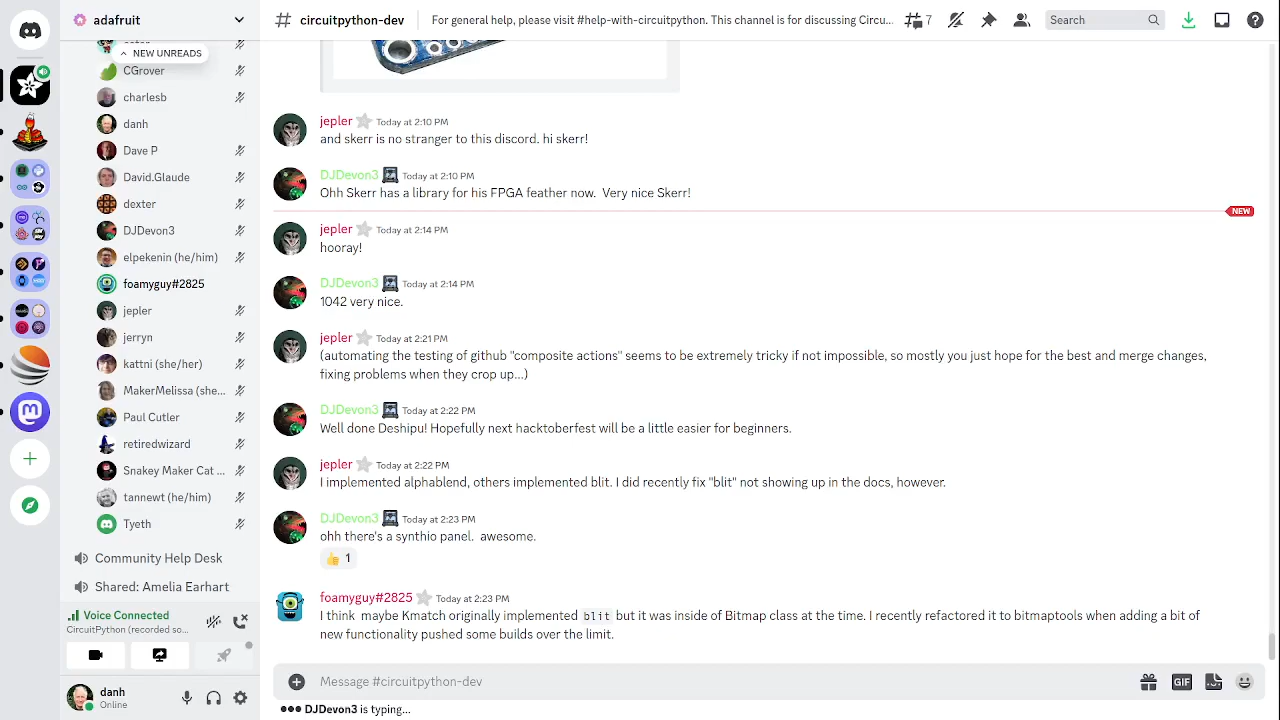 adafruit
# circuitpython-dev
For general help, please visit #help-with-circuitpython. This channel is for discussing Circu...
7
Search
NEW UNREADS
CGrover
charlesb
danh
Dave P
David.Glaude
dexter
DJDevon3
elpekenin (he/him)
foamyguy#2825
jepler
jerryn
kattni (she/her)
MakerMelissa (she...
Paul Cutler
retiredwizard
Snakey Maker Cat ...
tannewt (he/him)
Tyeth
Community Help Desk
Shared: Amelia Earhart
Voice Connected
CircuitPython (recorded so...
danh
Online
jepler Today at 2:10 PM
and skerr is no stranger to this discord. hi skerr!
DJDevon3 Today at 2:10 PM
Ohh Skerr has a library for his FPGA feather now. Very nice Skerr!
NEW
jepler Today at 2:14 PM
hooray!
DJDevon3 Today at 2:14 PM
1042 very nice.
jepler Today at 2:21 PM
(automating the testing of github "composite actions" seems to be extremely tricky if not impossible, so mostly you just hope for the best and merge changes,
fixing problems when they crop up...)
DJDevon3 Today at 2:22 PM
Well done Deshipu! Hopefully next hacktoberfest will be a little easier for beginners.
jepler Today at 2:22 PM
I implemented alphablend, others implemented blit. I did recently fix "blit" not showing up in the docs, however.
DJDevon3 Today at 2:23 PM
ohh there's a synthio panel. awesome.
1
foamyguy#2825 Today at 2:23 PM
I think maybe Kmatch originally implemented blit but it was inside of Bitmap class at the time. I recently refactored it to bitmaptools when adding a bit of
new functionality pushed some builds over the limit.
Message #circuitpython-dev
GIF
DJDevon3 is typing...